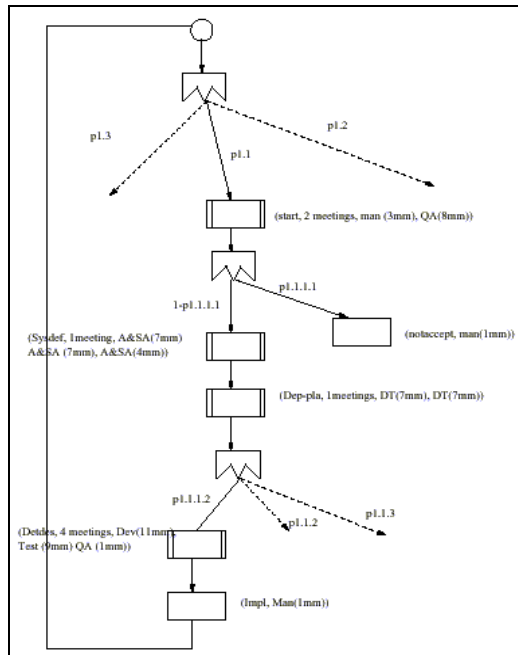 p1.3
p1.2
p1.1
(start, 2 meetings, man (3mm), QA(8mm))
p1.1.1.1
1-p1.1.1.1
(Sysdef, 1meeting, A&SA(7mm)
A&SA (7mm), A&SA(4mm))
(notaccept, man(1mm))
(Dep-pla, 1meetings, DT(7mm), DT(7mm))
p1.1.1.2
p1.1.2
p1.1.3
(Detdes, 4 meetings, Dev(11mm),
Test (9mm) QA (1mm))
(Impl, Man(1mm))